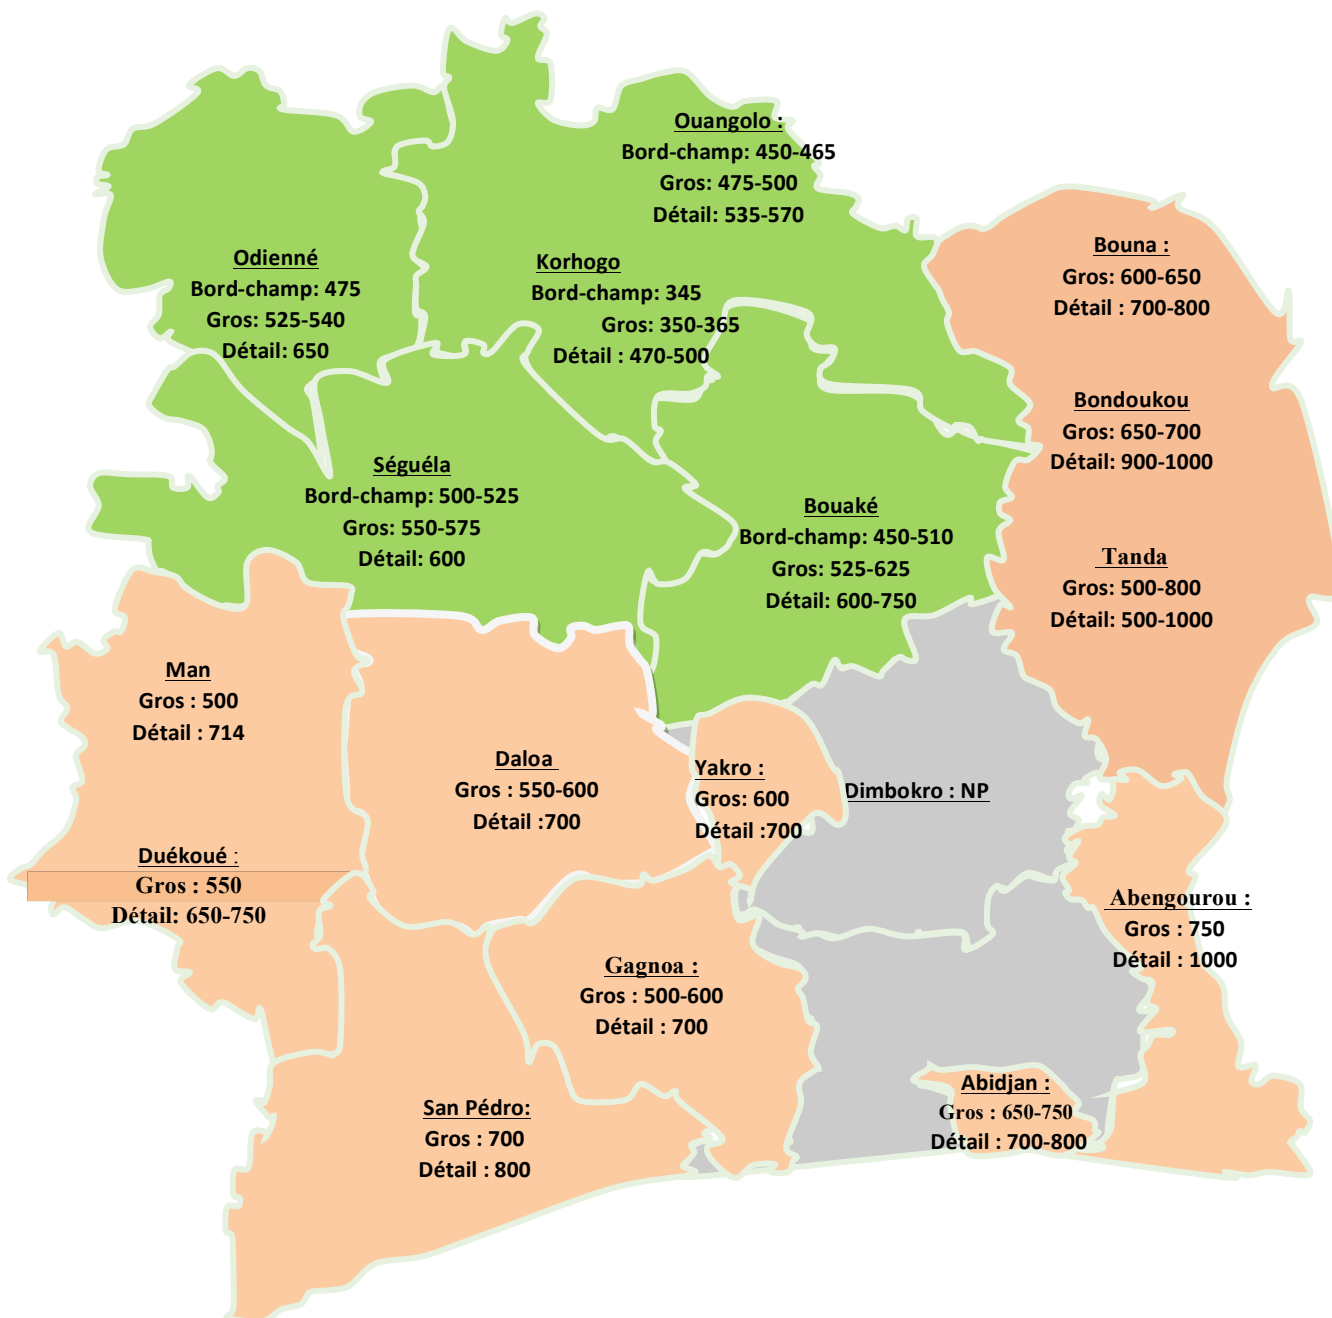 Ouangolo :
Bord-champ: 450-465
Gros: 475-500
Détail: 535-570
Odienné
Bord-champ: 475
Gros: 525-540
Détail: 650
Korhogo
Bord-champ: 345
Gros: 350-365
Détail : 470-500
Bouna :
Gros: 600-650
Détail : 700-800
Bondoukou
Gros: 650-700
Détail: 900-1000
Séguéla
Bord-champ: 500-525
Gros: 550-575
Détail: 600
Bouaké
Bord-champ: 450-510
Gros: 525-625
Détail: 600-750
Tanda
Gros: 500-800
Détail: 500-1000
Man
Gros : 500
Détail : 714
Daloa
Gros : 550-600
Détail :700
Yakro :
Gros: 600
Détail :700
Dimbokro : NP
Duékoué :
Gros : 550
Détail: 650-750
Abengourou :
Gros : 750
Détail : 1000
Gagnoa :
Gros : 500-600
Détail : 700
San Pédro:
Gros : 700
Détail : 800
Abidjan :
Gros : 650-750
Détail : 700-800